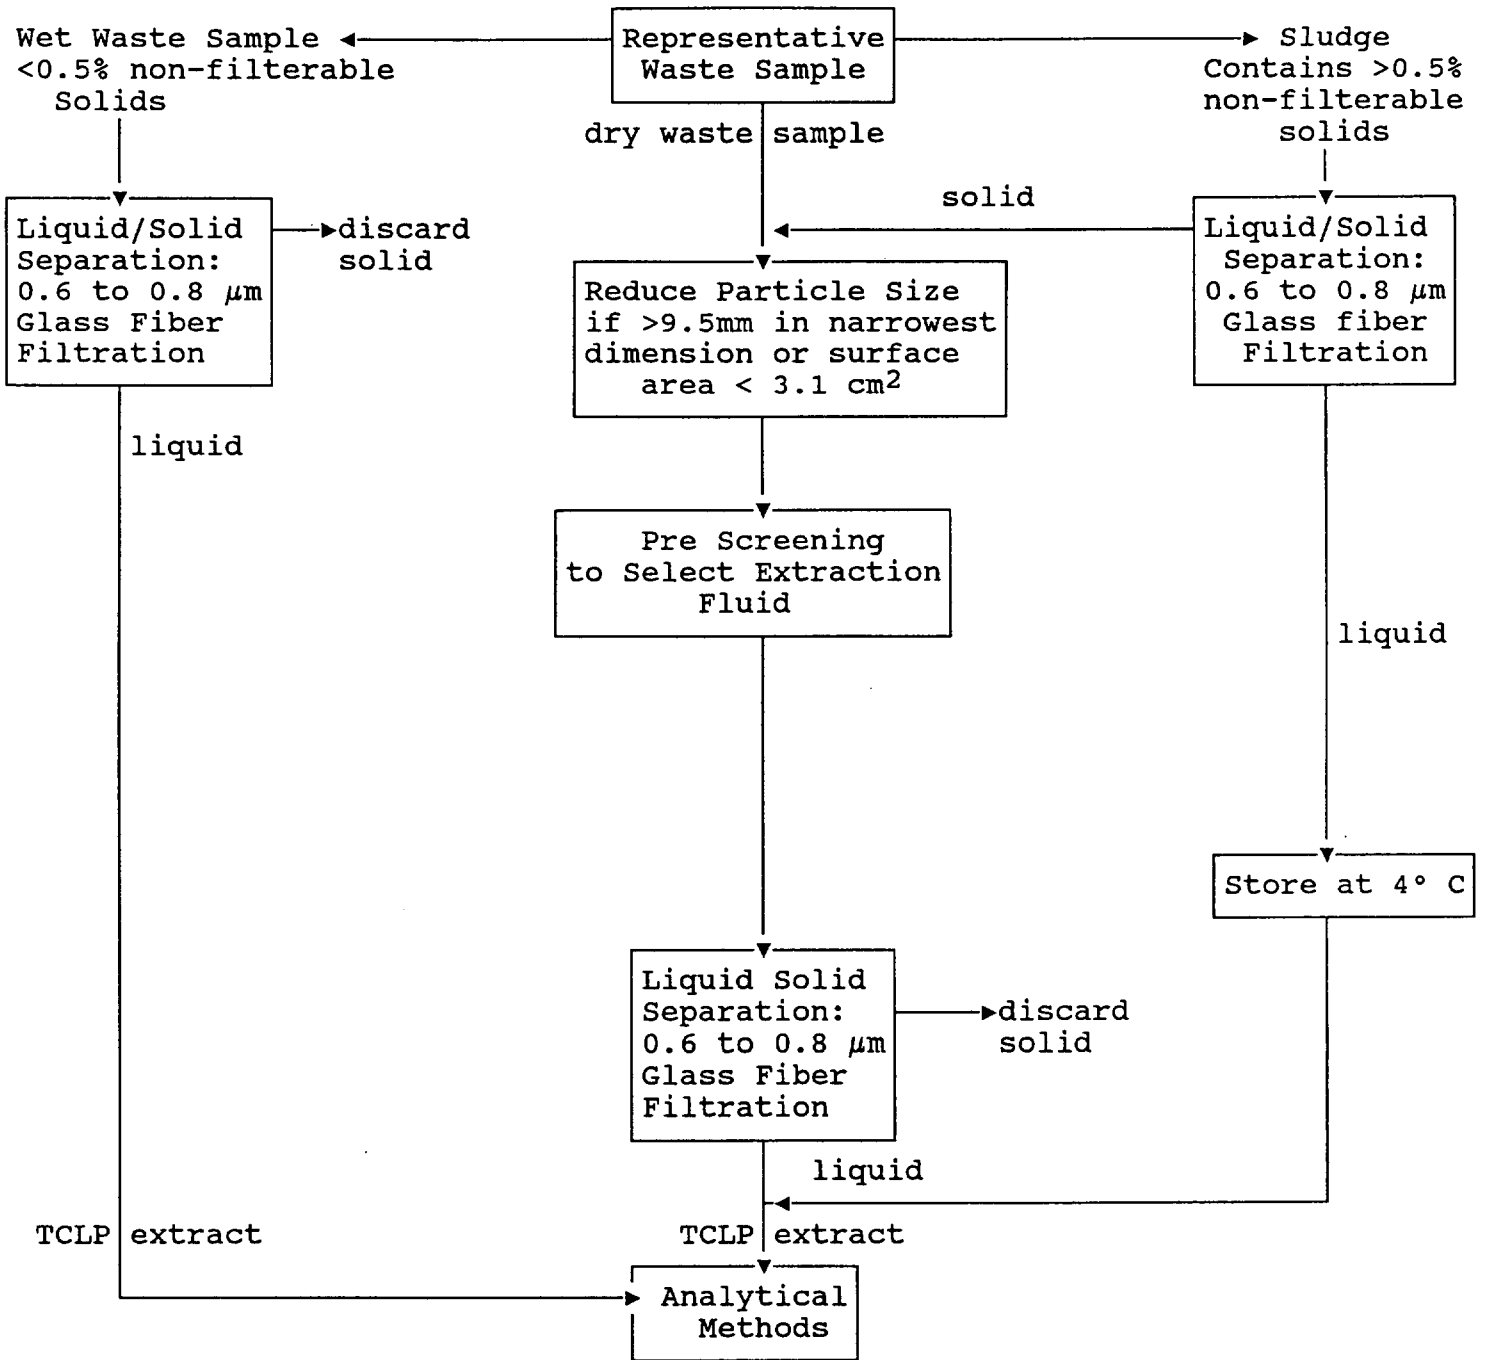 Wet Waste Sample
<0.5% non-filterable
Solids
Representative
Waste Sample
Sludge
Contains >0.5%
non-filterable
solids
dry waste sample
solid
Liquid/Solid
Separation:
0.6 to 0.8 μm
Glass Fiber
Filtration
discard
solid
Reduce Particle Size
if >9.5mm in narrowest
dimension or surface
area < 3.1 cm²
Liquid/Solid
Separation:
0.6 to 0.8 μm
Glass fiber
Filtration
liquid
Pre Screening
to Select Extraction
Fluid
liquid
Store at 4° C
Liquid Solid
Separation:
0.6 to 0.8 μm
Glass Fiber
Filtration
discard
solid
liquid
TCLP extract
TCLP extract
Analytical
Methods